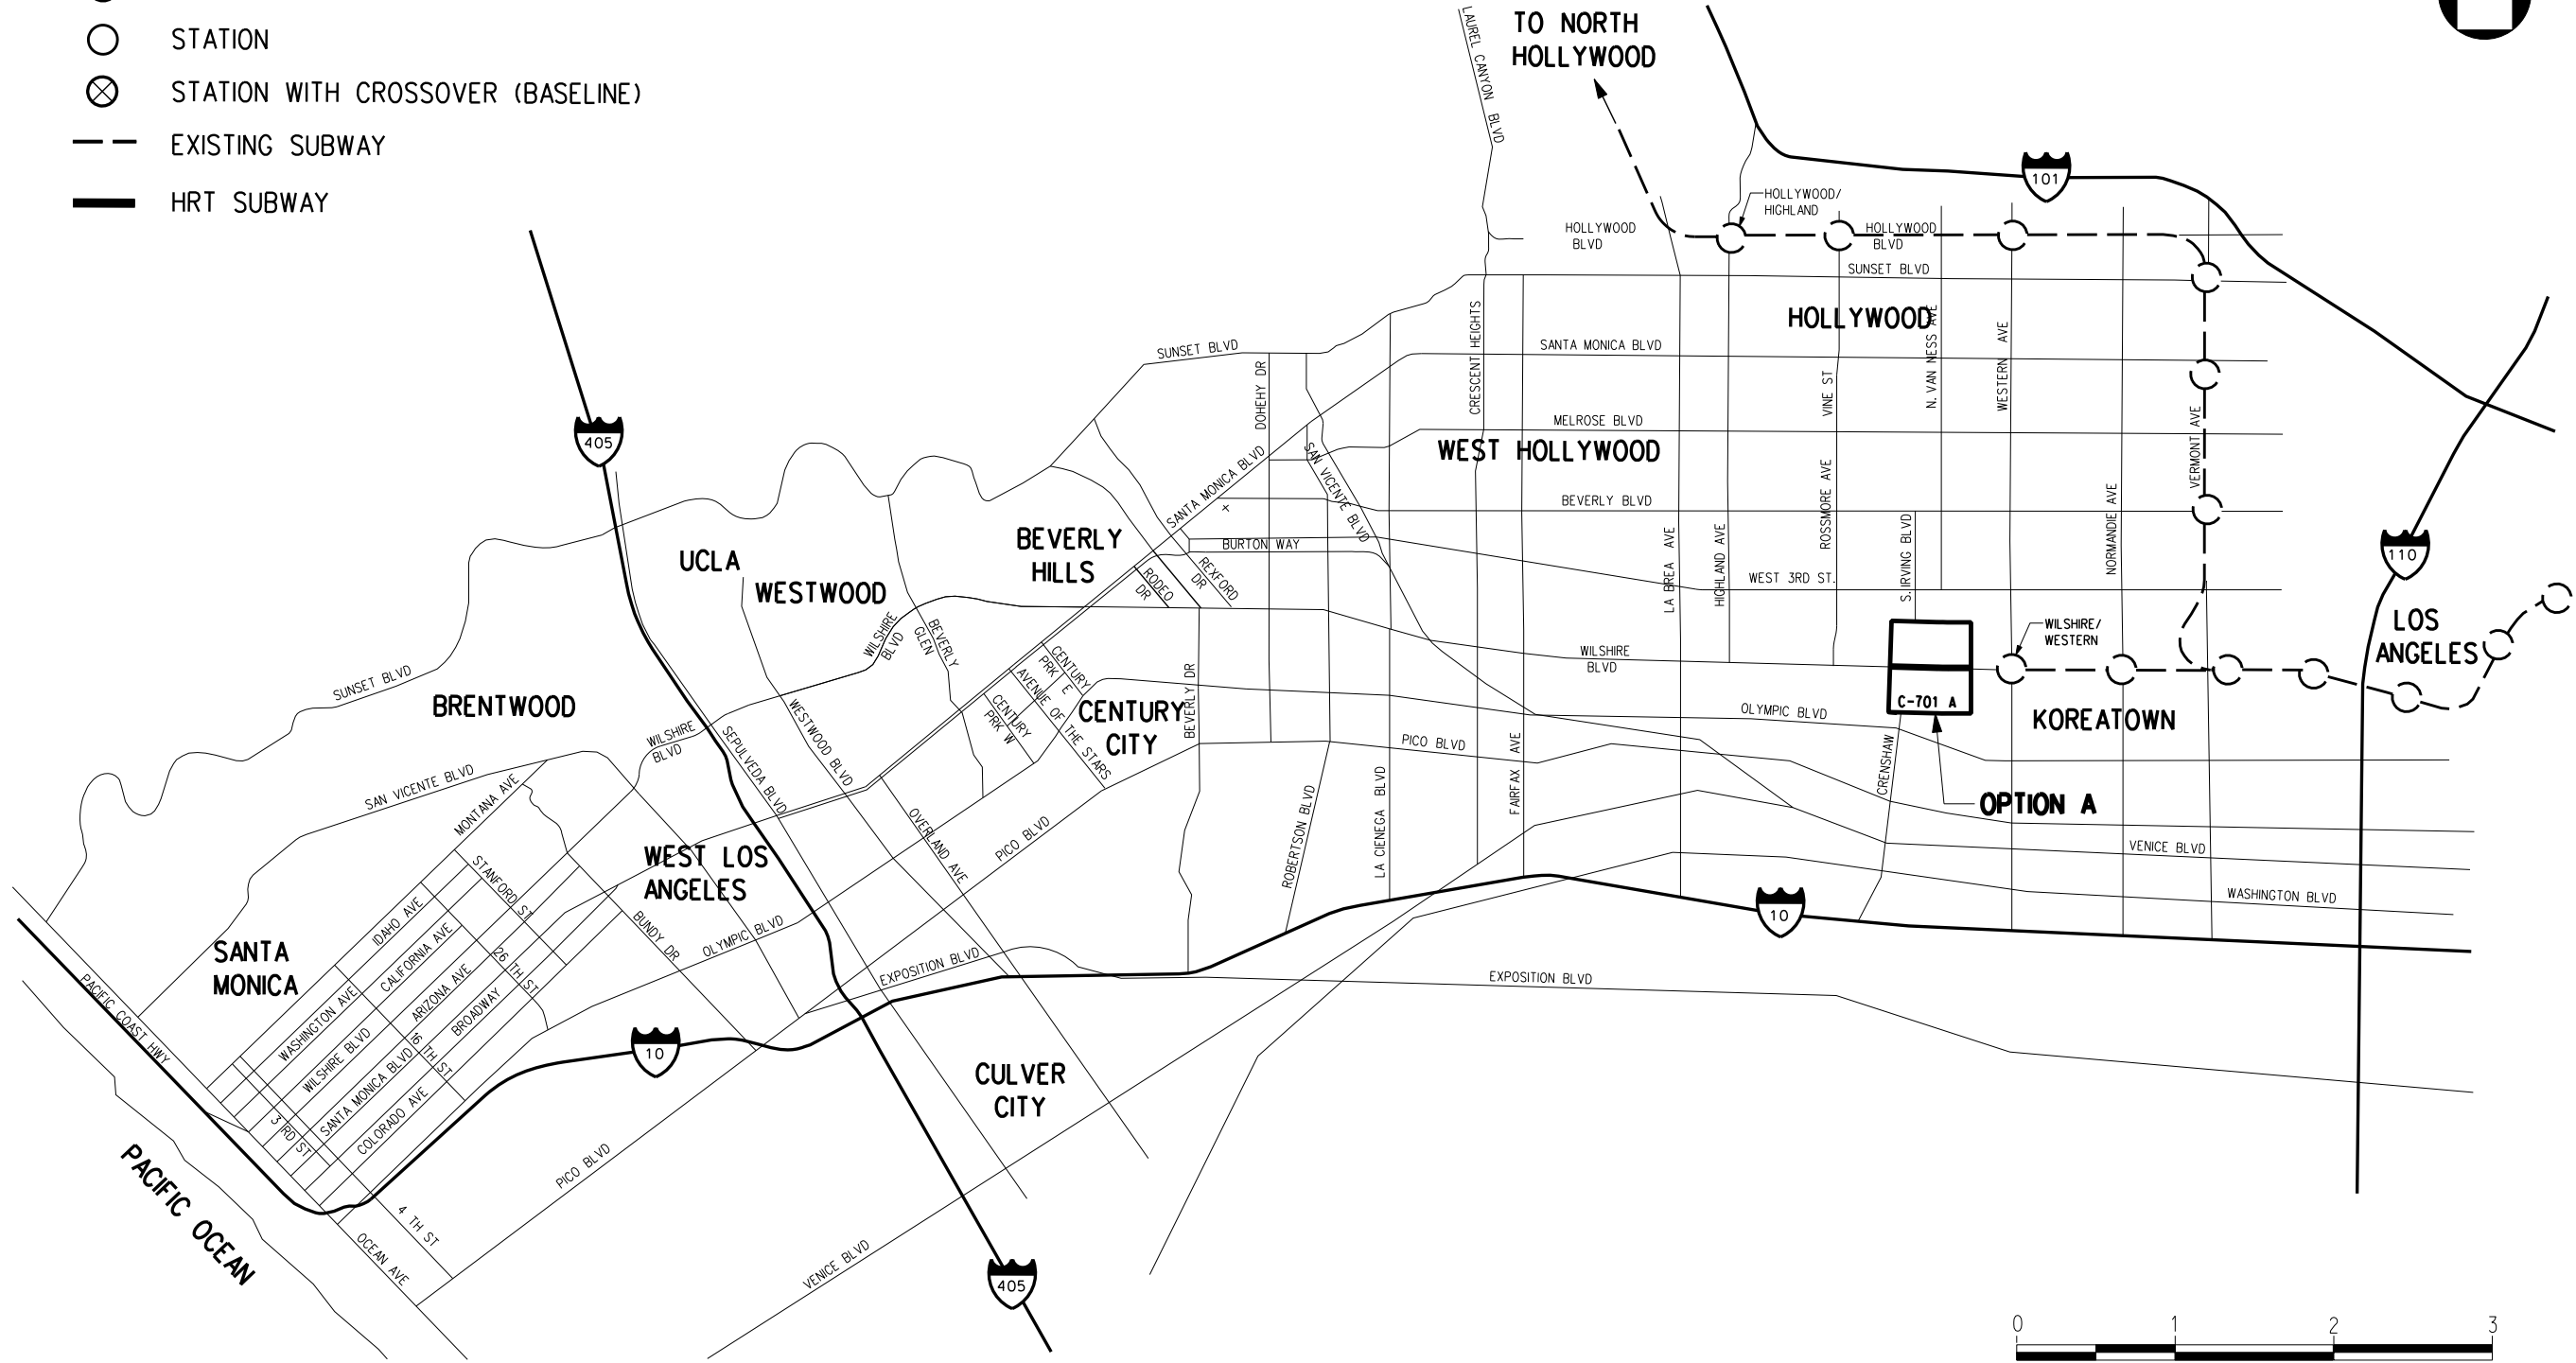 STATION
STATION WITH CROSSOVER (BASELINE)
EXISTING SUBWAY
HRT SUBWAY
LAUREL CANYON BLVD
TO NORTH
HOLLYWOOD
101
HOLLYWOOD/
HIGHLAND
HOLLYWOOD
BLVD
HOLLYWOOD
BLVD
SUNSET BLVD
HOLLYWOOD
SUNSET BLVD
SANTA MONICA BLVD
DOHEHY DR
CRESCENT HEIGHTS
VINE ST
N. VAN NESS AVE
WESTERN AVE
VERMONT AVE
MELROSE BLVD
WEST HOLLYWOOD
405
SANTA MONICA BLVD
SAN VICENTE BLVD
BEVERLY BLVD
ROSSMORE AVE
NORMANDIE AVE
BURTON WAY
LA BREA AVE
HIGHLAND AVE
S.IRVING BLVD
WEST 3RD ST.
110
UCLA
WESTWOOD
BEVERLY
HILLS
RODEO
DR
REXFORD
DR
WILSHIRE
BLVD
BEVERLY
GLEN
WILSHIRE/
WESTERN
LOS
ANGELES
WILSHIRE
BLVD
SUNSET BLVD
BRENTWOOD
CENTURY
PRK E
AVENUE OF THE STARS
CENTURY
PRK W
CENTURY
CITY
BEVERLY DR
C-701 A
KOREATOWN
OLYMPIC BLVD
WILSHIRE
BLVD
SEPULVEDA BLVD
WESTWOOD BLVD
PICO BLVD
FAIRFAX AVE
CRENSHAW
OPTION A
SAN VICENTE BLVD
MONTANA AVE
OVERLAND AVE
PICO BLVD
ROBERTSON BLVD
LA CIENEGA BLVD
VENICE BLVD
WEST LOS
ANGELES
STANFORD ST
BUNDY DR
OLYMPIC BLVD
WASHINGTON BLVD
10
IDAHO AVE
CALIFORNIA AVE
26 TH ST
SANTA
MONICA
EXPOSITION BLVD
EXPOSITION BLVD
PACIFIC COAST HWY
WASHINGTON AVE
ARIZONA AVE
BROADWAY
WILSHIRE BLVD
16 TH ST
10
SANTA MONICA BLVD
COLORADO AVE
3 RD ST
CULVER
CITY
PICO BLVD
PACIFIC OCEAN
4 TH ST
OCEAN AVE
VENICE BLVD
405
0 1 2 3